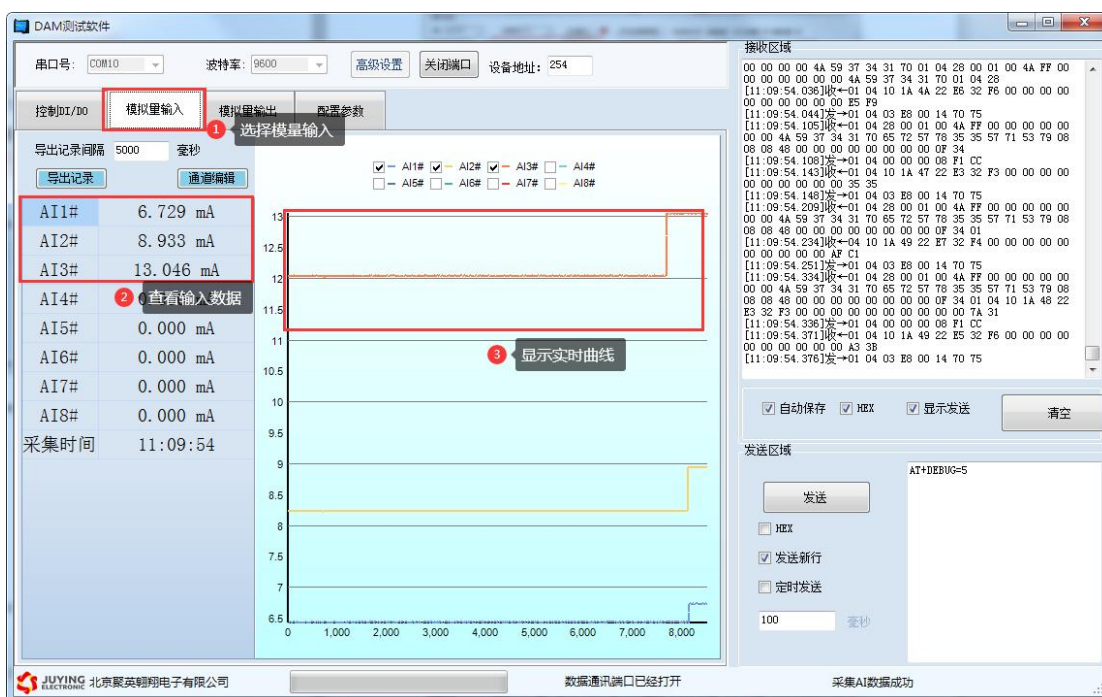 DAM测试软件
串口号: COM10 波特率: 9600 高级设置 关闭端口 设备地址: 254
控制DI/DO 模拟量输入 模拟量输出 配置参数
1 选择模量输入
导出记录间隔 5000 毫秒
导出记录 通道编辑
AI1# 6.729 mA
AI2# 8.933 mA
AI3# 13.046 mA
AI4#
2 查看输入数据
AI5# 0.000 mA
AI6# 0.000 mA
AI7# 0.000 mA
AI8# 0.000 mA
采集时间 11:09:54
AI1# AI2# AI3# AI4#
AI5# AI6# AI7# AI8#
13
12.5
12
11.5
11
10.5
10
9.5
9
8.5
8
7.5
7
6.5
0 1,000 2,000 3,000 4,000 5,000 6,000 7,000 8,000
3 显示实时曲线
接收区域
00 00 00 00 4A 59 37 34 31 70 01 04 28 00 01 00 4A FF 00
00 00 00 00 00 00 4A 59 37 34 31 70 01 04 28
[11:09:54.036]收←01 04 10 1A 4A 22 E6 32 F6 00 00 00 00
00 00 00 00 00 00 E5 F9
[11:09:54.044]发→01 04 03 E8 00 14 70 75
[11:09:54.105]收←01 04 28 00 01 00 4A FF 00 00 00 00 00
00 00 4A 59 37 34 31 70 65 72 57 78 35 35 57 71 53 79 08
08 08 48 00 00 00 00 00 00 00 00 0F 34
[11:09:54.108]发→01 04 00 00 00 08 F1 CC
[11:09:54.143]收←01 04 10 1A 47 22 E3 32 F3 00 00 00 00
00 00 00 00 00 00 35 35
[11:09:54.148]发→01 04 03 E8 00 14 70 75
[11:09:54.209]收←01 04 28 00 01 00 4A FF 00 00 00 00 00
00 00 4A 59 37 34 31 70 65 72 57 78 35 35 57 71 53 79 08
08 08 48 00 00 00 00 00 00 00 00 0F 34 01
[11:09:54.234]收←04 10 1A 49 22 E7 32 F4 00 00 00 00 00
00 00 00 00 00 AF C1
[11:09:54.251]发→01 04 03 E8 00 14 70 75
[11:09:54.334]收←01 04 28 00 01 00 4A FF 00 00 00 00 00
00 00 4A 59 37 34 31 70 65 72 57 78 35 35 57 71 53 79 08
08 08 48 00 00 00 00 00 00 00 00 0F 34 01 04 10 1A 48 22
E3 32 F3 00 00 00 00 00 00 00 00 00 00 7A 31
[11:09:54.336]发→01 04 00 00 00 08 F1 CC
[11:09:54.371]收←01 04 10 1A 49 22 E5 32 F6 00 00 00 00
00 00 00 00 00 00 A3 3B
[11:09:54.376]发→01 04 03 E8 00 14 70 75
自动保存 HEX 显示发送 清空
发送区域
AT+DEBUG=5
发送
HEX
发送新行
定时发送
100 毫秒
JUYING ELECTRONIC 北京聚英翱翔电子有限公司 数据通讯端口已经打开 采集AI数据成功